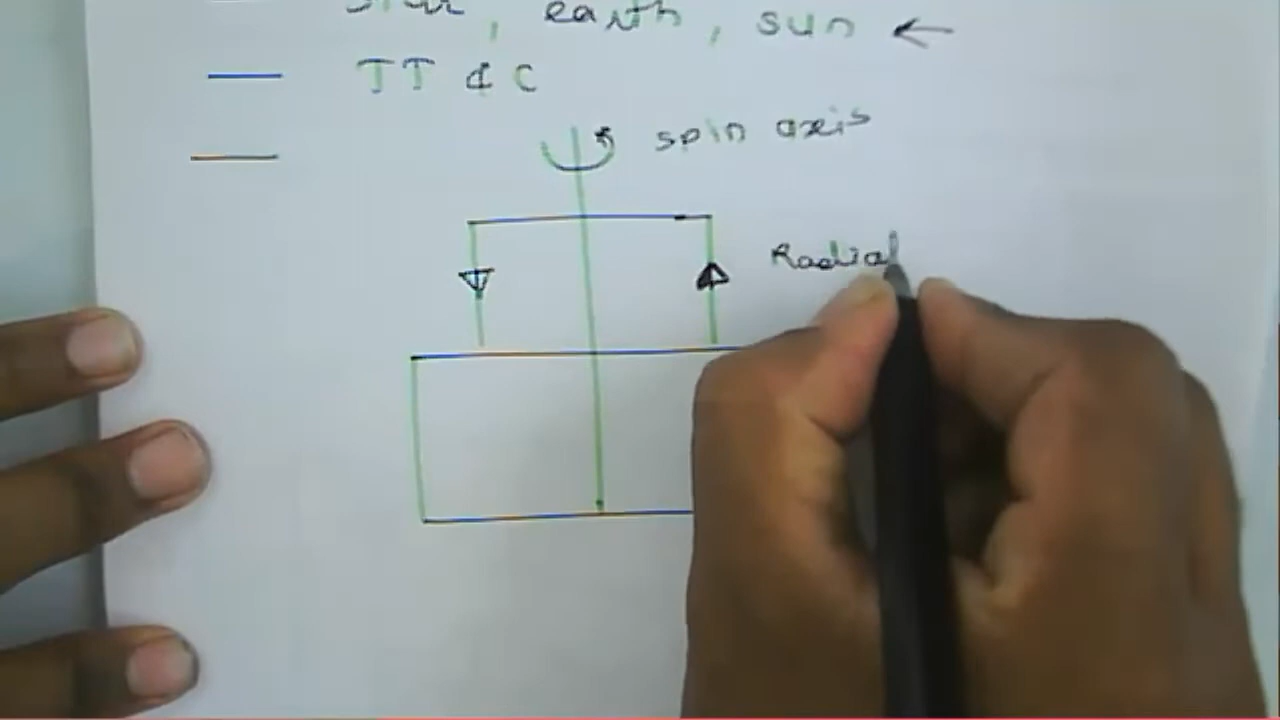 , earth, sun ←
TT & C
spin axis
Radial